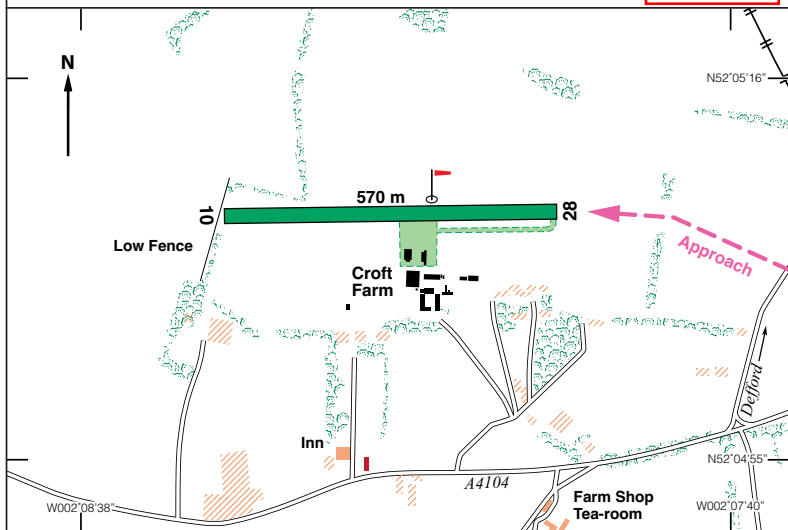 N
N52°05'16"
570 m
10
28
Low Fence
Approach
Croft
Farm
Defford
Inn
N52°04'55"
A4104
Farm Shop
Tea-room
W002°08'38"
W002°07'40"